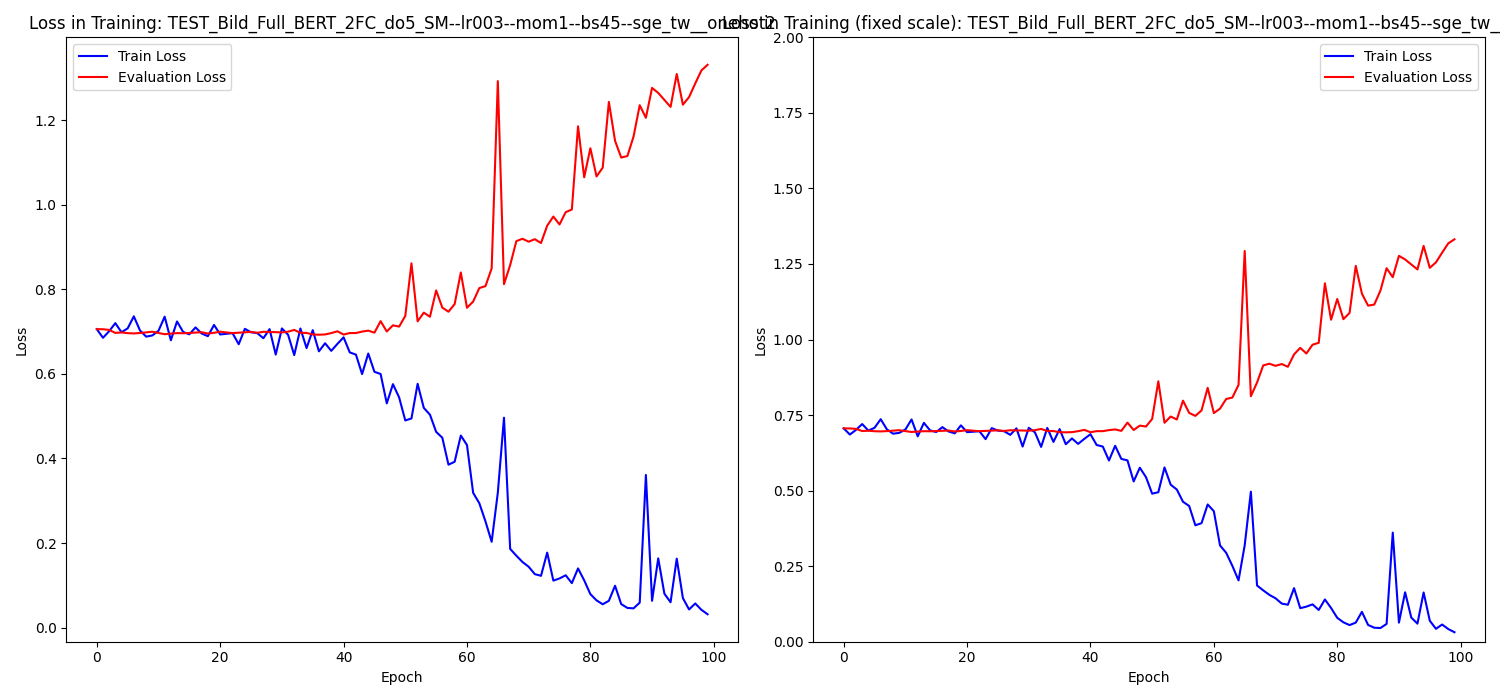 Loss in Training: TEST_Bild_Full_BERT_2FC_do5_SM--lr003--mom1--bs45--sge_tw__onehot2
Loss in Training (fixed scale): TEST_Bild_Full_BERT_2FC_do5_SM--lr003--mom1--bs45--sge_tw_
Train Loss
Evaluation Loss
Loss
1.2
1.0
0.8
0.6
0.4
0.2
0.0
0 20 40 60 80 100
Epoch
Train Loss
Evaluation Loss
Loss
2.00
1.75
1.50
1.25
1.00
0.75
0.50
0.25
0.00
0 20 40 60 80 100
Epoch